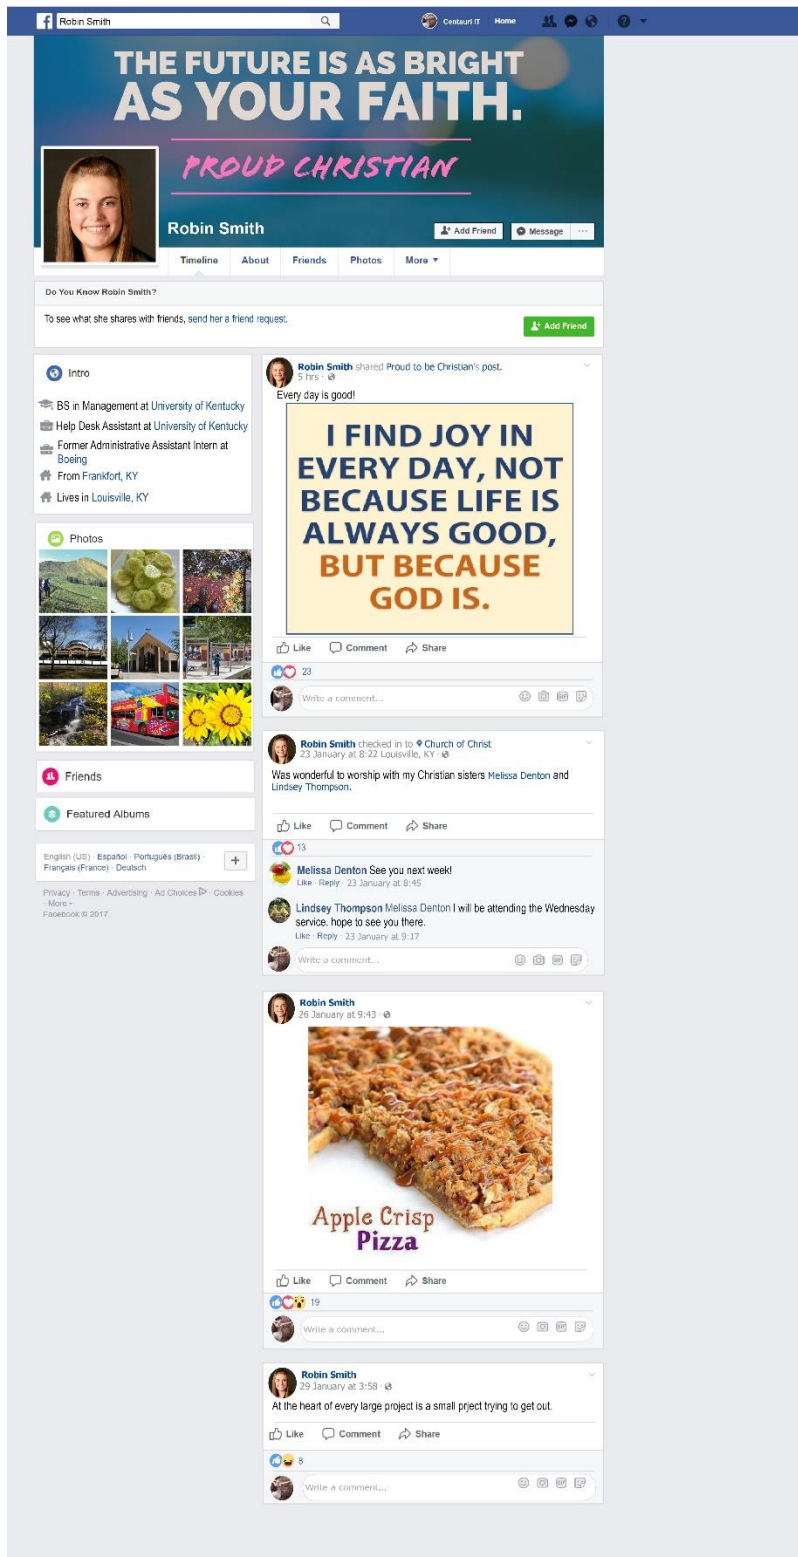 Robin Smith
Centauri IT
Home
THE FUTURE IS AS BRIGHT
AS YOUR FAITH.
PROUD CHRISTIAN
Robin Smith
Add Friend
Message
Timeline
About
Friends
Photos
More
Do You Know Robin Smith?
To see what she shares with friends, send her a friend request.
Add Friend
Intro
BS in Management at University of Kentucky
Help Desk Assistant at University of Kentucky
Former Administrative Assistant Intern at
Boeing
From Frankfort, KY
Lives in Louisville, KY
Photos
Friends
Featured Albums
English (US) · Español · Português (Brasil) ·
Français (France) · Deutsch
+
Privacy · Terms · Advertising · Ad Choices · Cookies
· More
Facebook © 2017
Robin Smith shared Proud to be Christian's post.
5 hrs ·
Every day is good!
I FIND JOY IN
EVERY DAY, NOT
BECAUSE LIFE IS
ALWAYS GOOD,
BUT BECAUSE
GOD IS.
Like Comment Share
23
Write a comment...
Robin Smith checked in to Church of Christ
23 January at 8:22 Louisville, KY ·
Was wonderful to worship with my Christian sisters Melissa Denton and
Lindsey Thompson.
Like Comment Share
13
Melissa Denton See you next week!
Like · Reply · 23 January at 8:45
Lindsey Thompson Melissa Denton I will be attending the Wednesday
service. hope to see you there.
Like · Reply · 23 January at 9:17
Write a comment...
Robin Smith
26 January at 9:43 ·
Apple Crisp
Pizza
Like Comment Share
19
Write a comment...
Robin Smith
29 January at 3:58 ·
At the heart of every large project is a small prject trying to get out.
Like Comment Share
8
Write a comment...